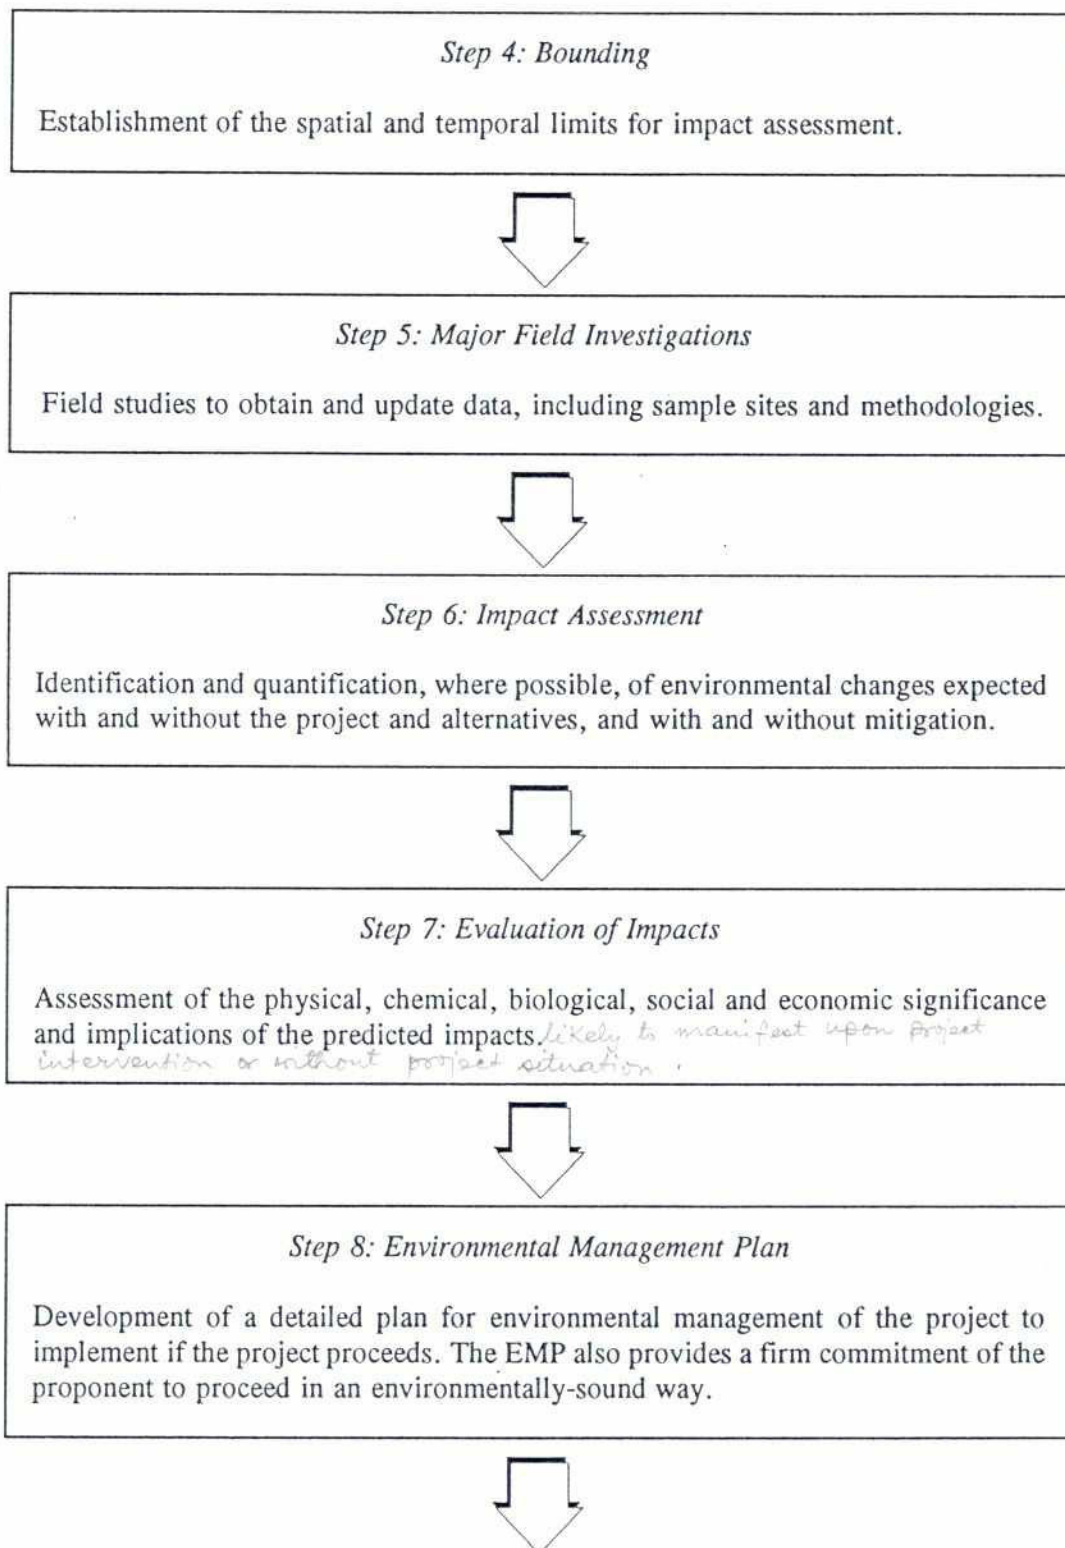 Step 4: Bounding
Establishment of the spatial and temporal limits for impact assessment.
Step 5: Major Field Investigations
Field studies to obtain and update data, including sample sites and methodologies.
Step 6: Impact Assessment
Identification and quantification, where possible, of environmental changes expected
with and without the project and alternatives, and with and without mitigation.
Step 7: Evaluation of Impacts
Assessment of the physical, chemical, biological, social and economic significance
and implications of the predicted impacts. likely to manifest upon project
intervention or without project situation.
Step 8: Environmental Management Plan
Development of a detailed plan for environmental management of the project to
implement if the project proceeds. The EMP also provides a firm commitment of the
proponent to proceed in an environmentally-sound way.